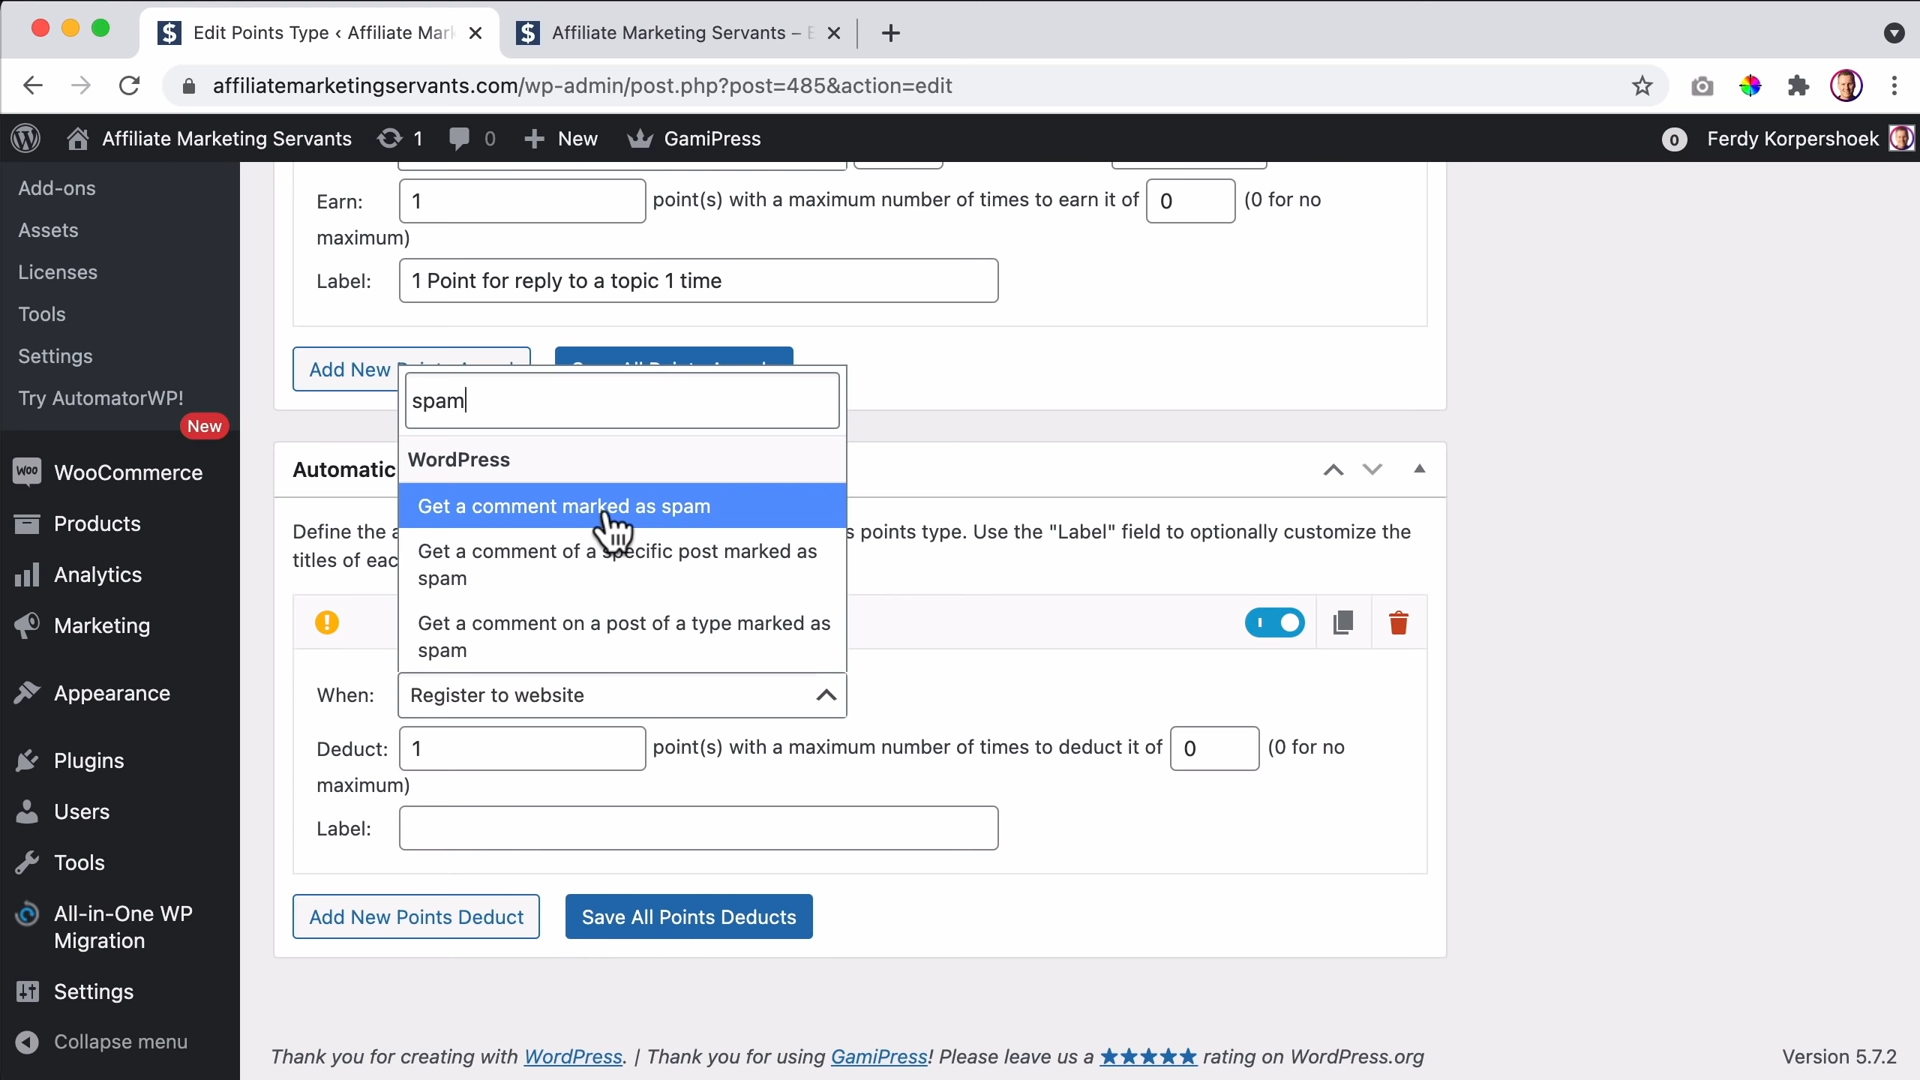 Edit Points Type ‹ Affiliate Mar
Affiliate Marketing Servants –
affiliatemarketingservants.com/wp-admin/post.php?post=485&action=edit
Affiliate Marketing Servants 1 0 New GamiPress 0 Ferdy Korpershoek
Add-ons
Assets
Licenses
Tools
Settings
Try AutomatorWP!
New
WooCommerce
Products
Analytics
Marketing
Appearance
Plugins
Users
Tools
All-in-One WP
Migration
Settings
Collapse menu
Earn: 1 point(s) with a maximum number of times to earn it of 0 (0 for no
maximum)
Label: 1 Point for reply to a topic 1 time
Add New
spam
WordPress
Get a comment marked as spam
Get a comment of a specific post marked as
spam
Get a comment on a post of a type marked as
spam
Automatic
Define the points type. Use the "Label" field to optionally customize the
titles of
When: Register to website
Deduct: 1 point(s) with a maximum number of times to deduct it of 0 (0 for no
maximum)
Label:
Add New Points Deduct Save All Points Deducts
Thank you for creating with WordPress. | Thank you for using GamiPress! Please leave us a ★★★★★ rating on WordPress.org Version 5.7.2